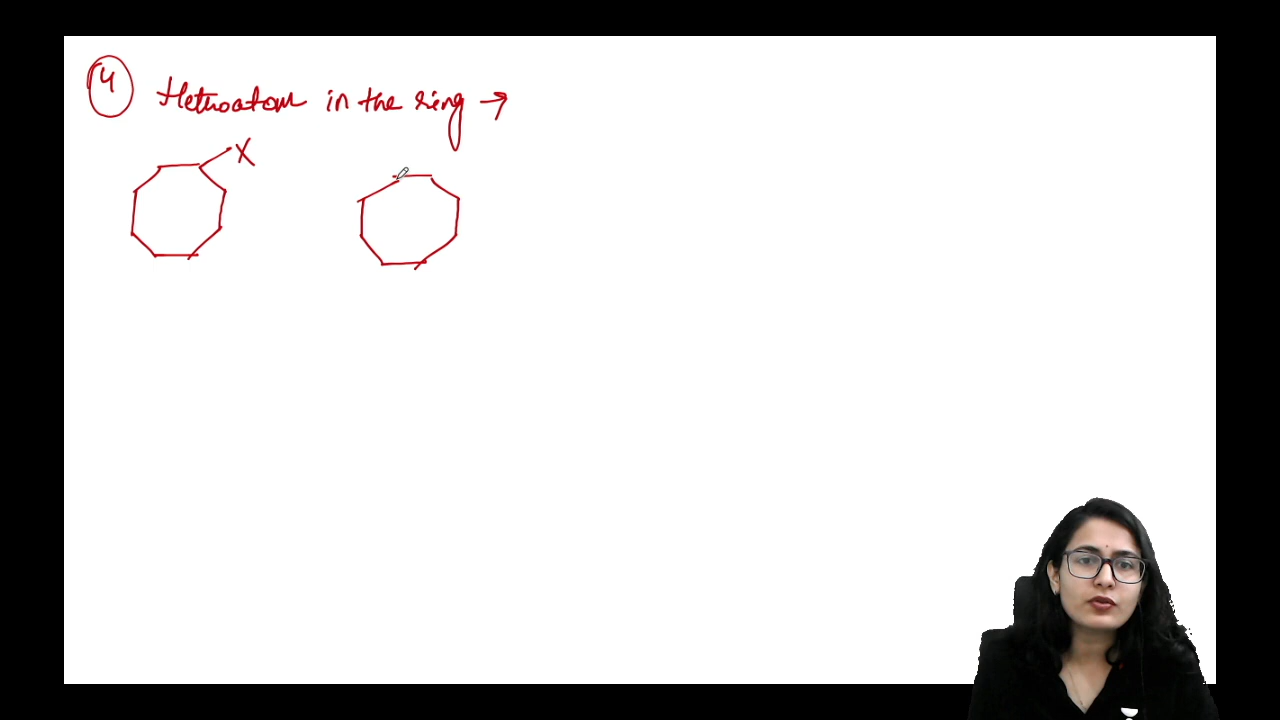 4 Hetroatom in the ring →
X